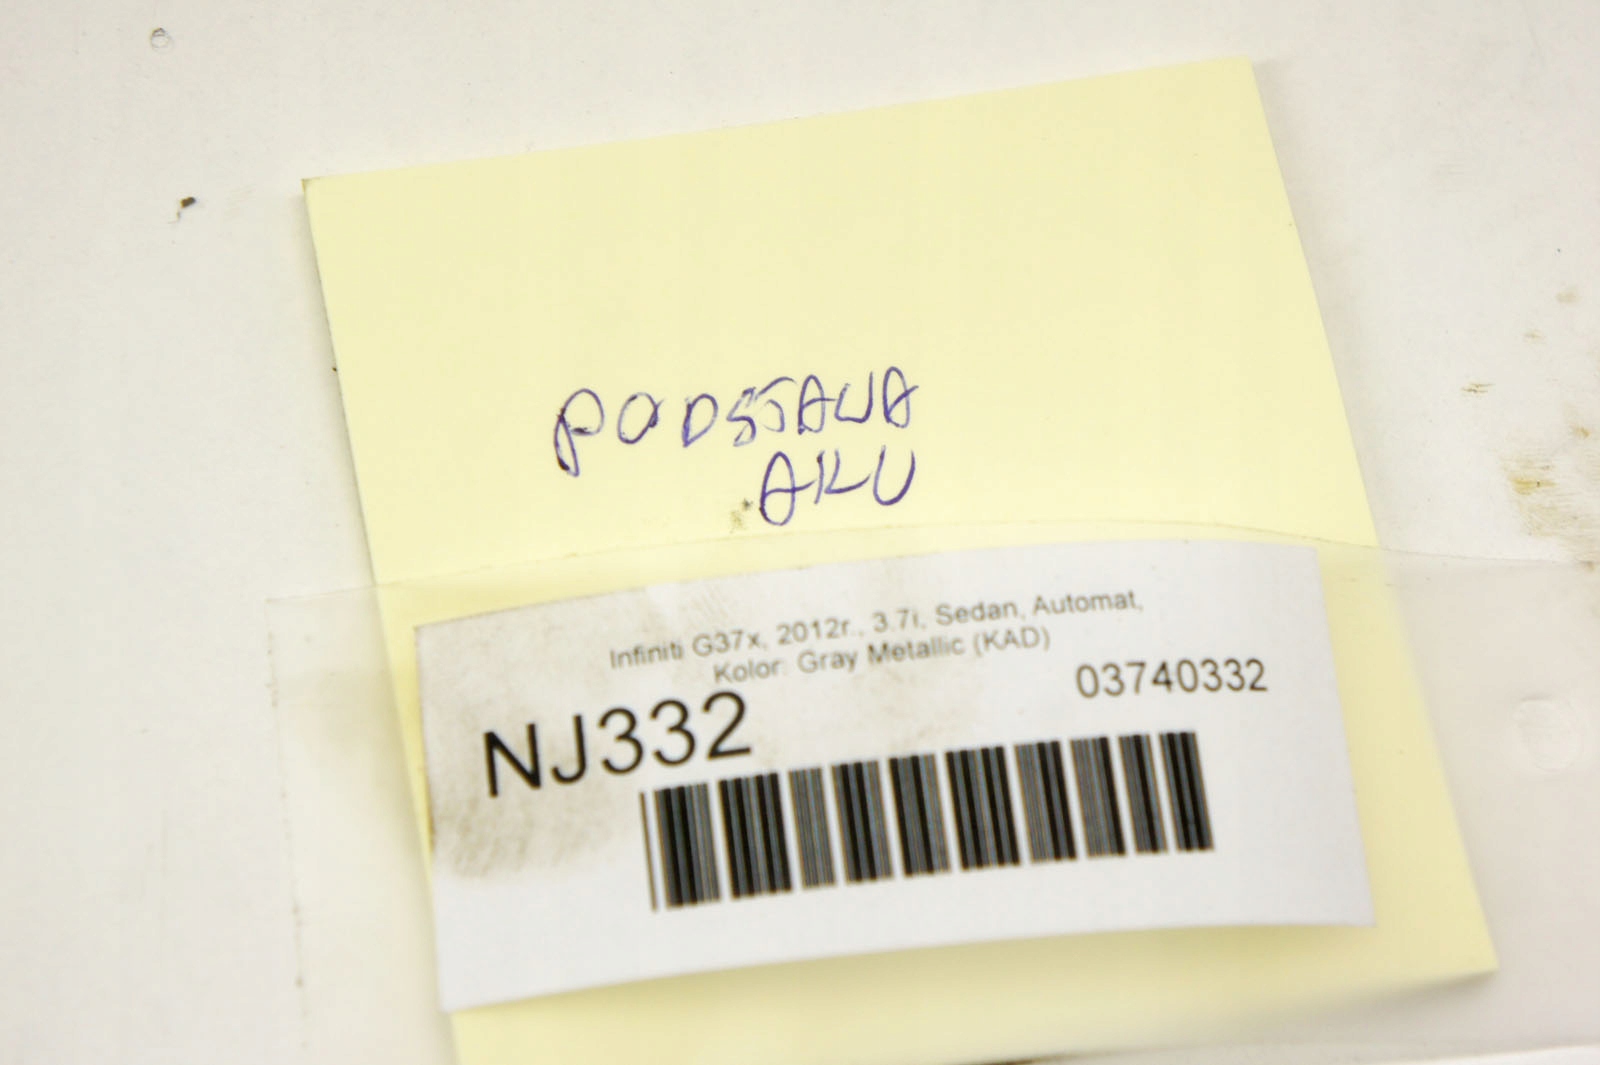 PODSTAWA
AKU
Infiniti G37x, 2012r., 3.7i, Sedan, Automat,
Kolor: Gray Metallic (KAD)
03740332
NJ332